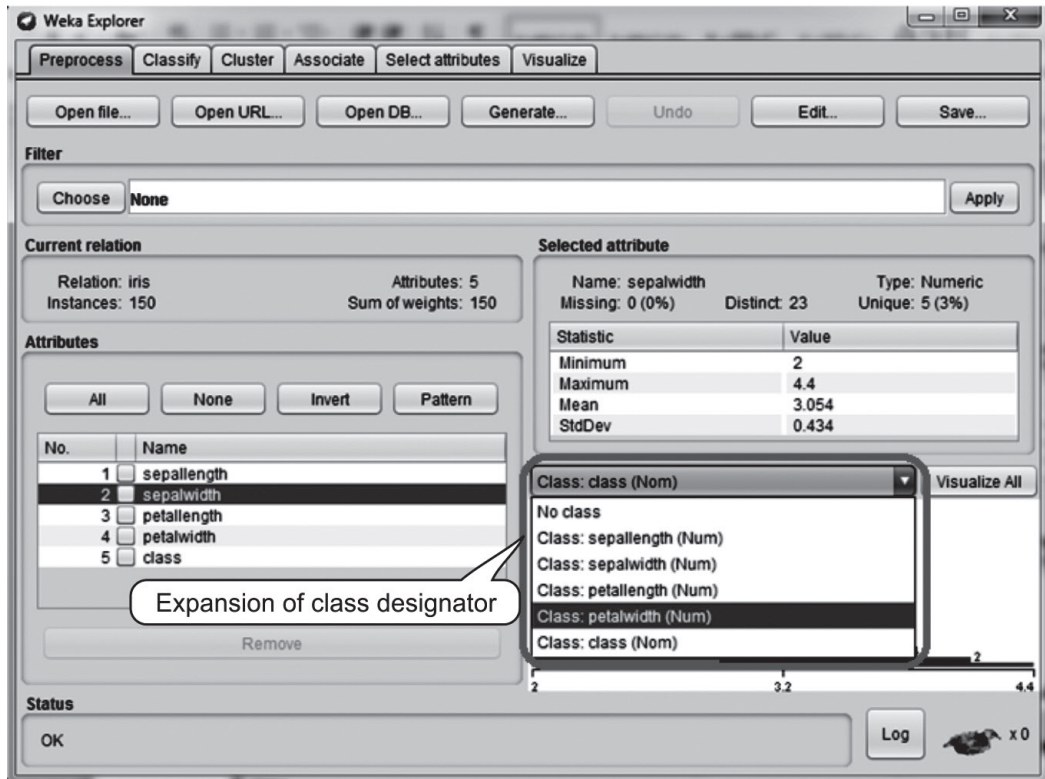 Weka Explorer
Preprocess Classify Cluster Associate Select attributes Visualize
Open file... Open URL... Open DB... Generate... Undo Edit... Save...
Filter
Choose None Apply
Current relation
Relation: iris Attributes: 5
Instances: 150 Sum of weights: 150
Selected attribute
Name: sepalwidth Type: Numeric
Missing: 0 (0%) Distinct: 23 Unique: 5 (3%)
Statistic Value
Minimum 2
Maximum 4.4
Mean 3.054
StdDev 0.434
Attributes
All None Invert Pattern
No. Name
1 sepallength
2 sepalwidth
3 petallength
4 petalwidth
5 class
Expansion of class designator
Remove
Class: class (Nom) Visualize All
No class
Class: sepallength (Num)
Class: sepalwidth (Num)
Class: petallength (Num)
Class: petalwidth (Num)
Class: class (Nom)
2
2 3.2 4.4
Status
OK Log x 0